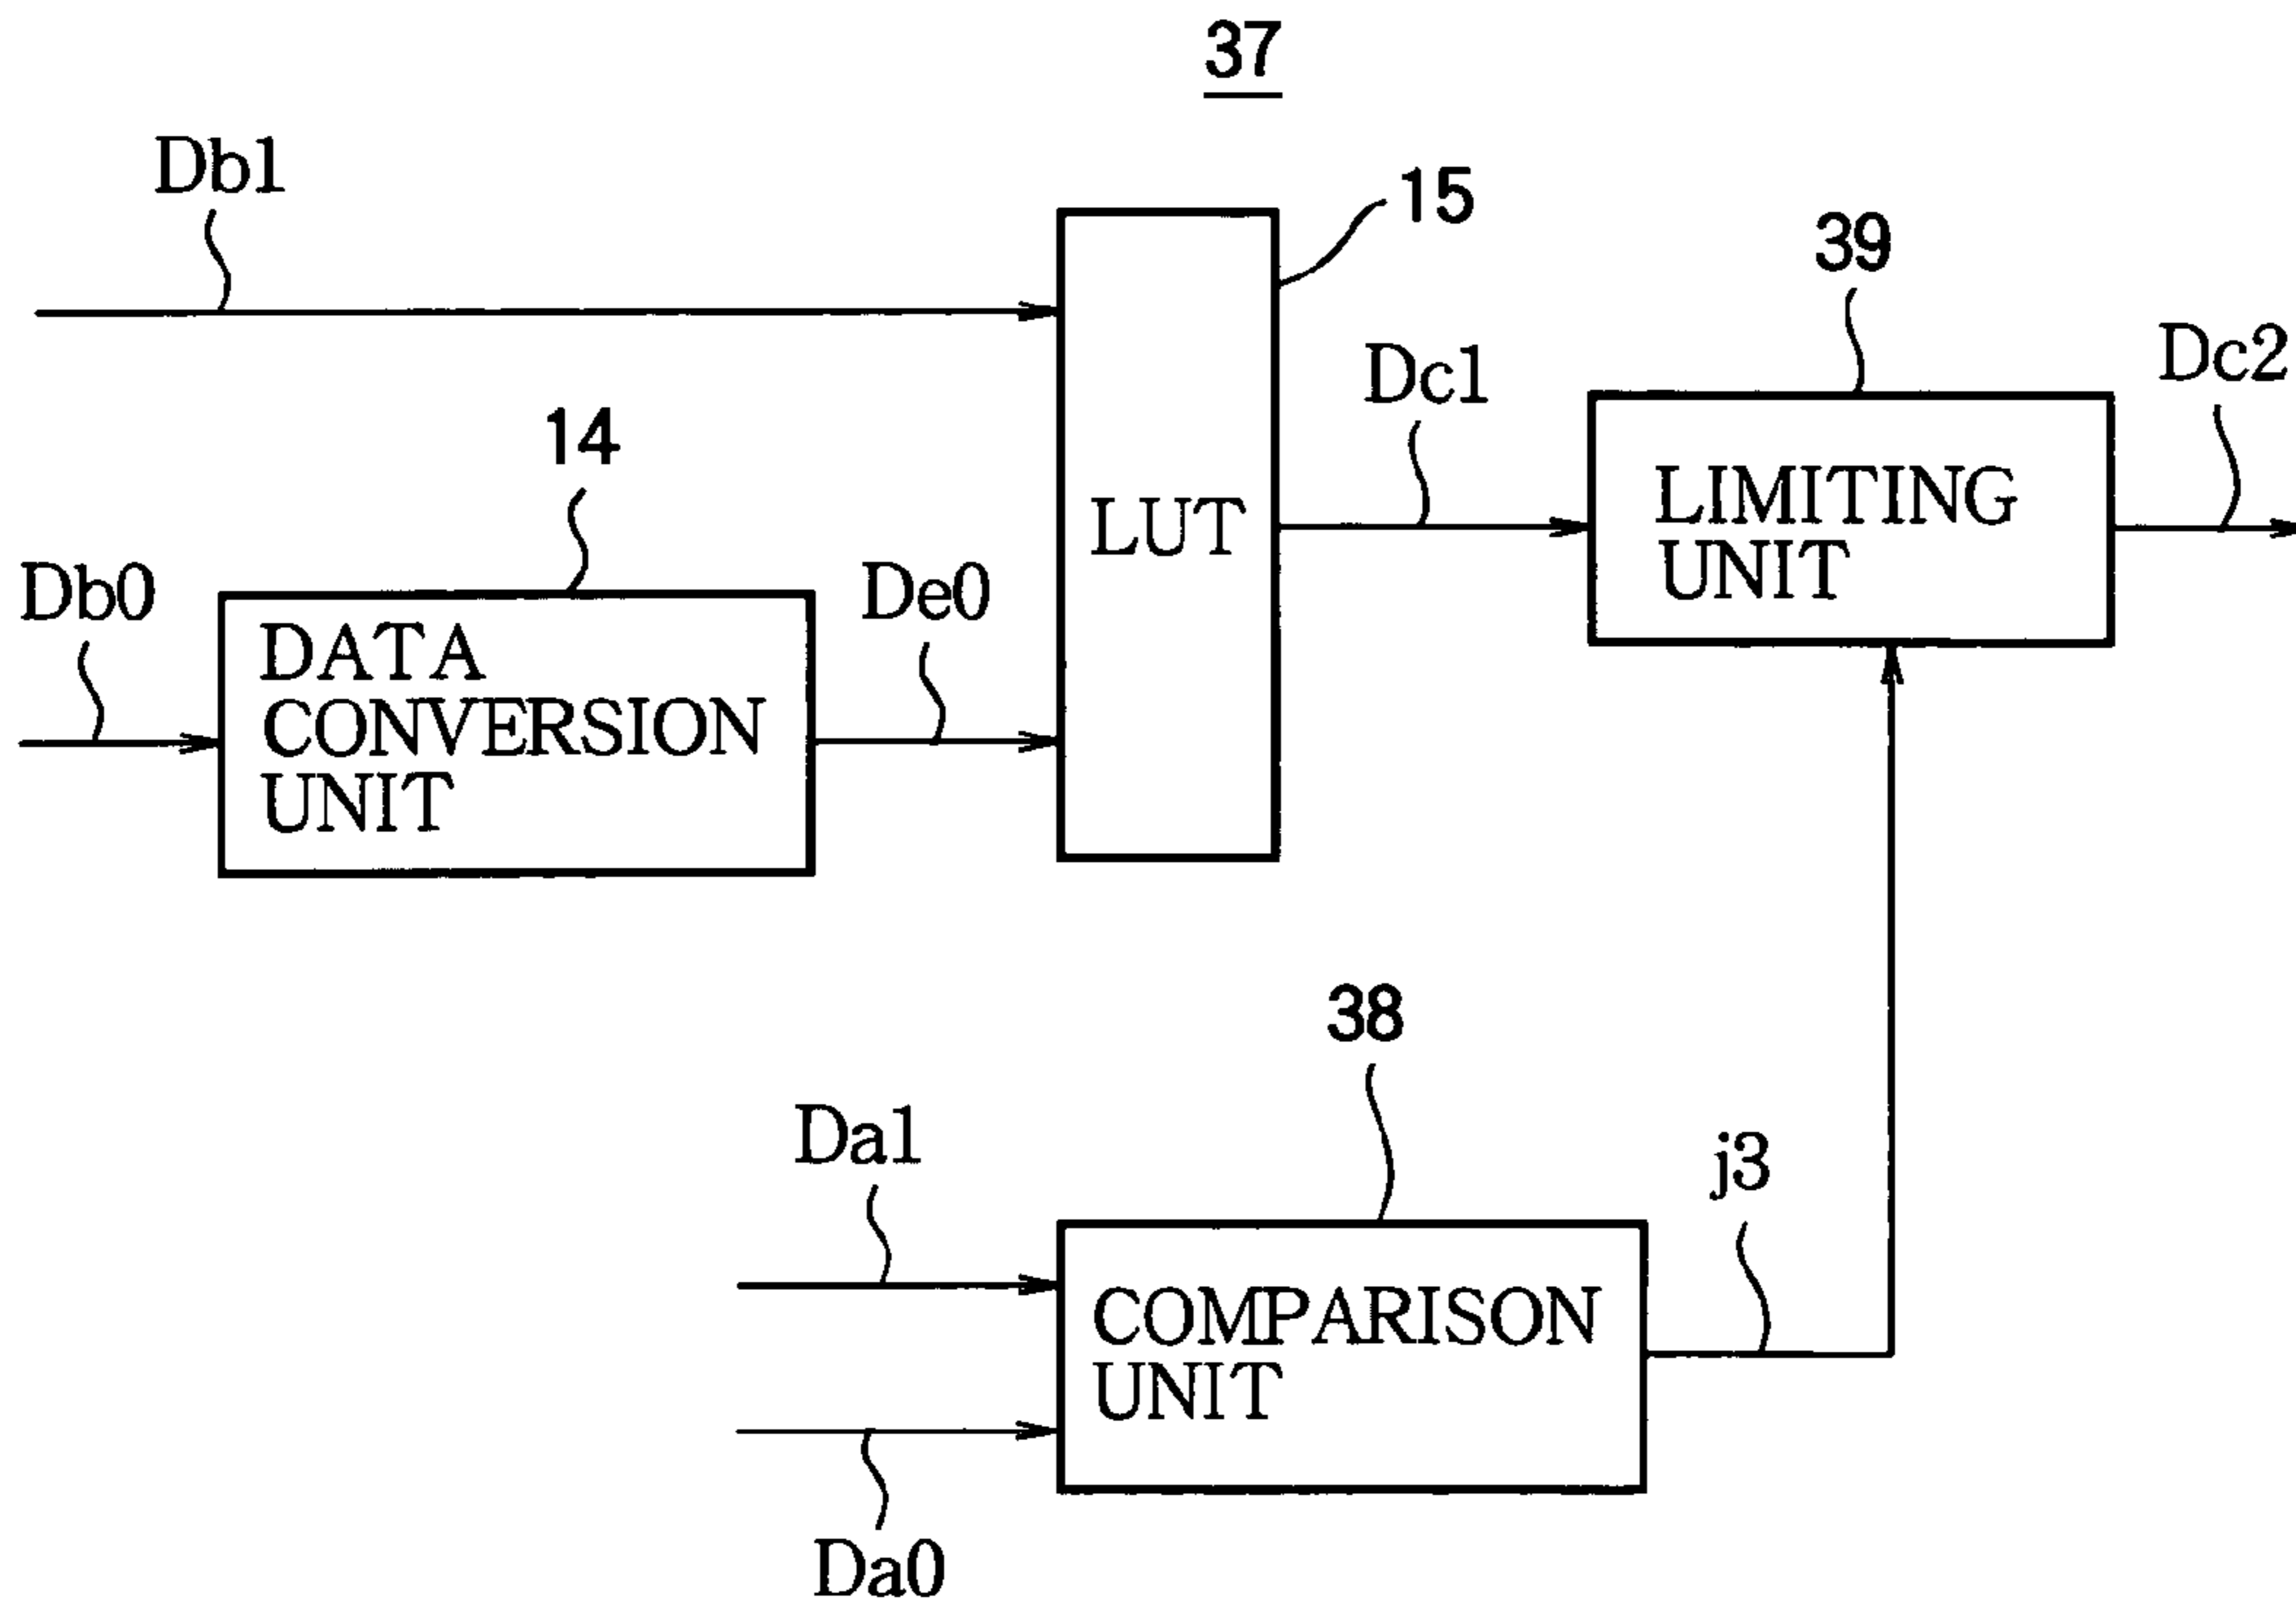 37
Db1
15
39
Dc1
Dc2
14
LUT
LIMITING
UNIT
Db0
De0
DATA
CONVERSION
UNIT
38
Da1
j3
COMPARISON
UNIT
Da0